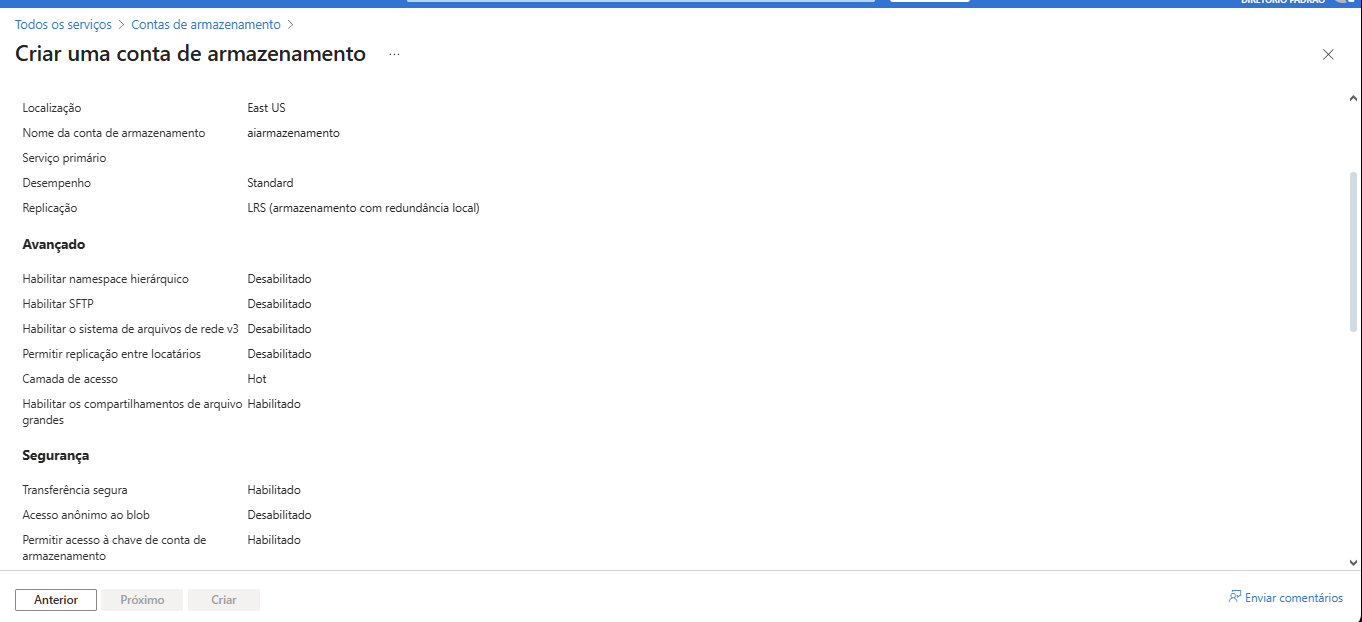 DIRETÓRIO PADRÃO
Todos os serviços > Contas de armazenamento >
Criar uma conta de armazenamento ...
Localização East US
Nome da conta de armazenamento aiarmazenamento
Serviço primário
Desempenho Standard
Replicação LRS (armazenamento com redundância local)
Avançado
Habilitar namespace hierárquico Desabilitado
Habilitar SFTP Desabilitado
Habilitar o sistema de arquivos de rede v3 Desabilitado
Permitir replicação entre locatários Desabilitado
Camada de acesso Hot
Habilitar os compartilhamentos de arquivo Habilitado
grandes
Segurança
Transferência segura Habilitado
Acesso anônimo ao blob Desabilitado
Permitir acesso à chave de conta de Habilitado
armazenamento
Anterior Próximo Criar Enviar comentários